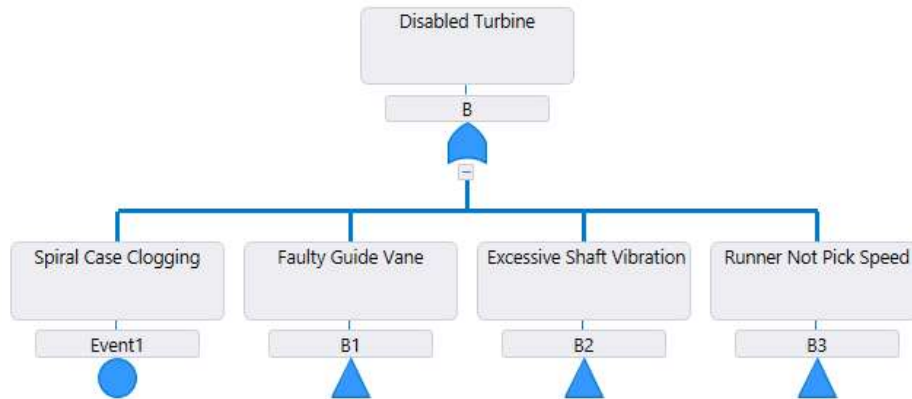 Disabled Turbine
B
Spiral Case Clogging
Faulty Guide Vane
Excessive Shaft Vibration
Runner Not Pick Speed
Event1
B1
B2
B3